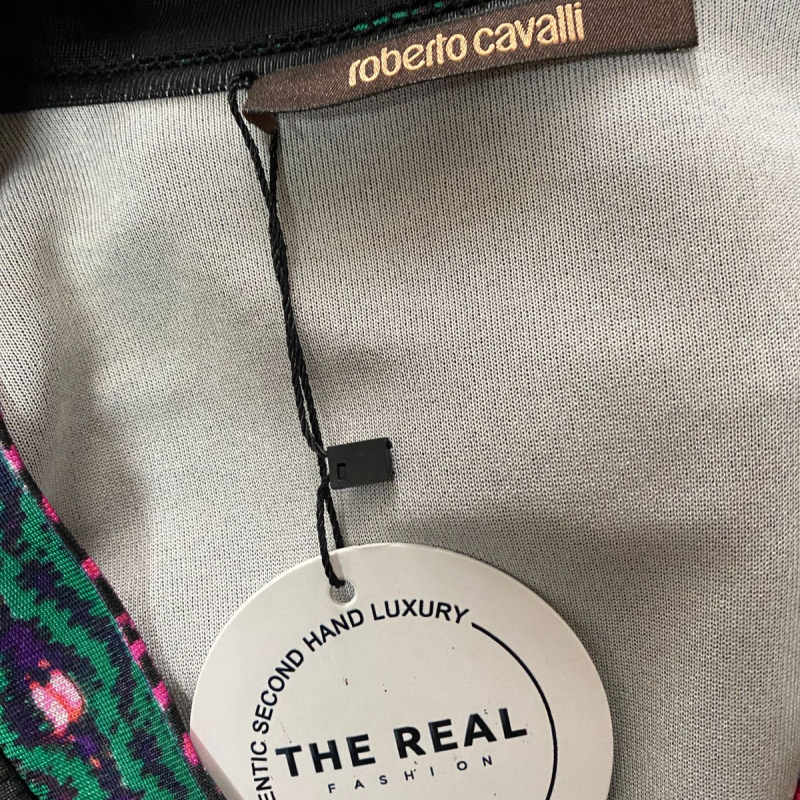 roberto cavalli
ENTIC SECOND HAND LUXURY
THE REAL
FASHION